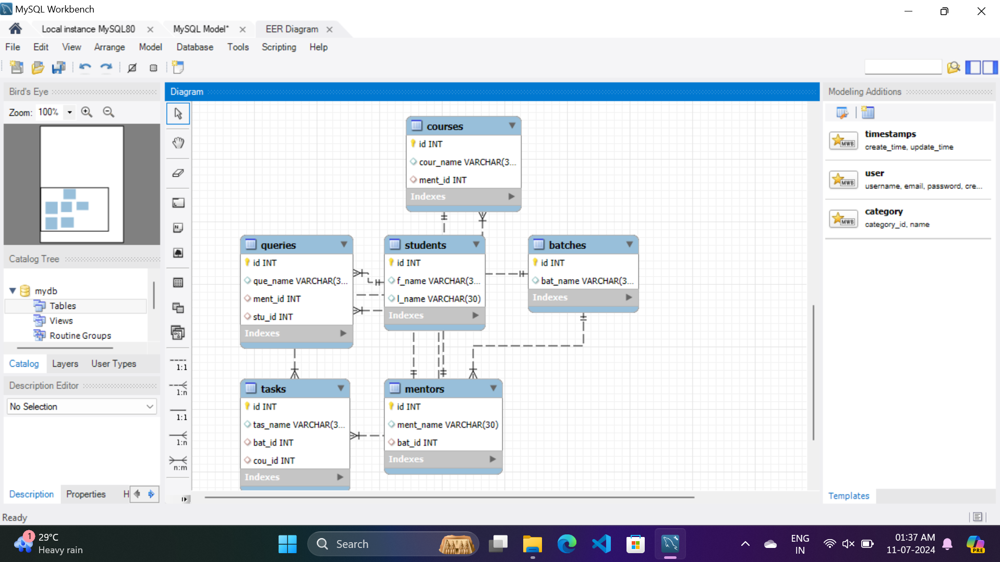 MySQL Workbench
Local instance MySQL80
MySQL Model*
EER Diagram
File Edit View Arrange Model Database Tools Scripting Help
Bird's Eye
Zoom: 100%
Catalog Tree
mydb
Tables
Views
Routine Groups
Catalog Layers User Types
Description Editor
No Selection
Description Properties H
Ready
Diagram
1:1
1:n
1:1
1:n
n:m
courses
id INT
cour_name VARCHAR(3...
ment_id INT
Indexes
queries
id INT
que_name VARCHAR(3...
ment_id INT
stu_id INT
Indexes
students
id INT
f_name VARCHAR(3...
l_name VARCHAR(30)
Indexes
batches
id INT
bat_name VARCHAR(3...
Indexes
tasks
id INT
tas_name VARCHAR(3...
bat_id INT
cou_id INT
Indexes
mentors
id INT
ment_name VARCHAR(30)
bat_id INT
Indexes
Modeling Additions
MWB
timestamps
create_time, update_time
MWB
user
username, email, password, cre...
MWB
category
category_id, name
Templates
1
29°C
Heavy rain
Search
ENG
IN
01:37 AM
11-07-2024
PRE